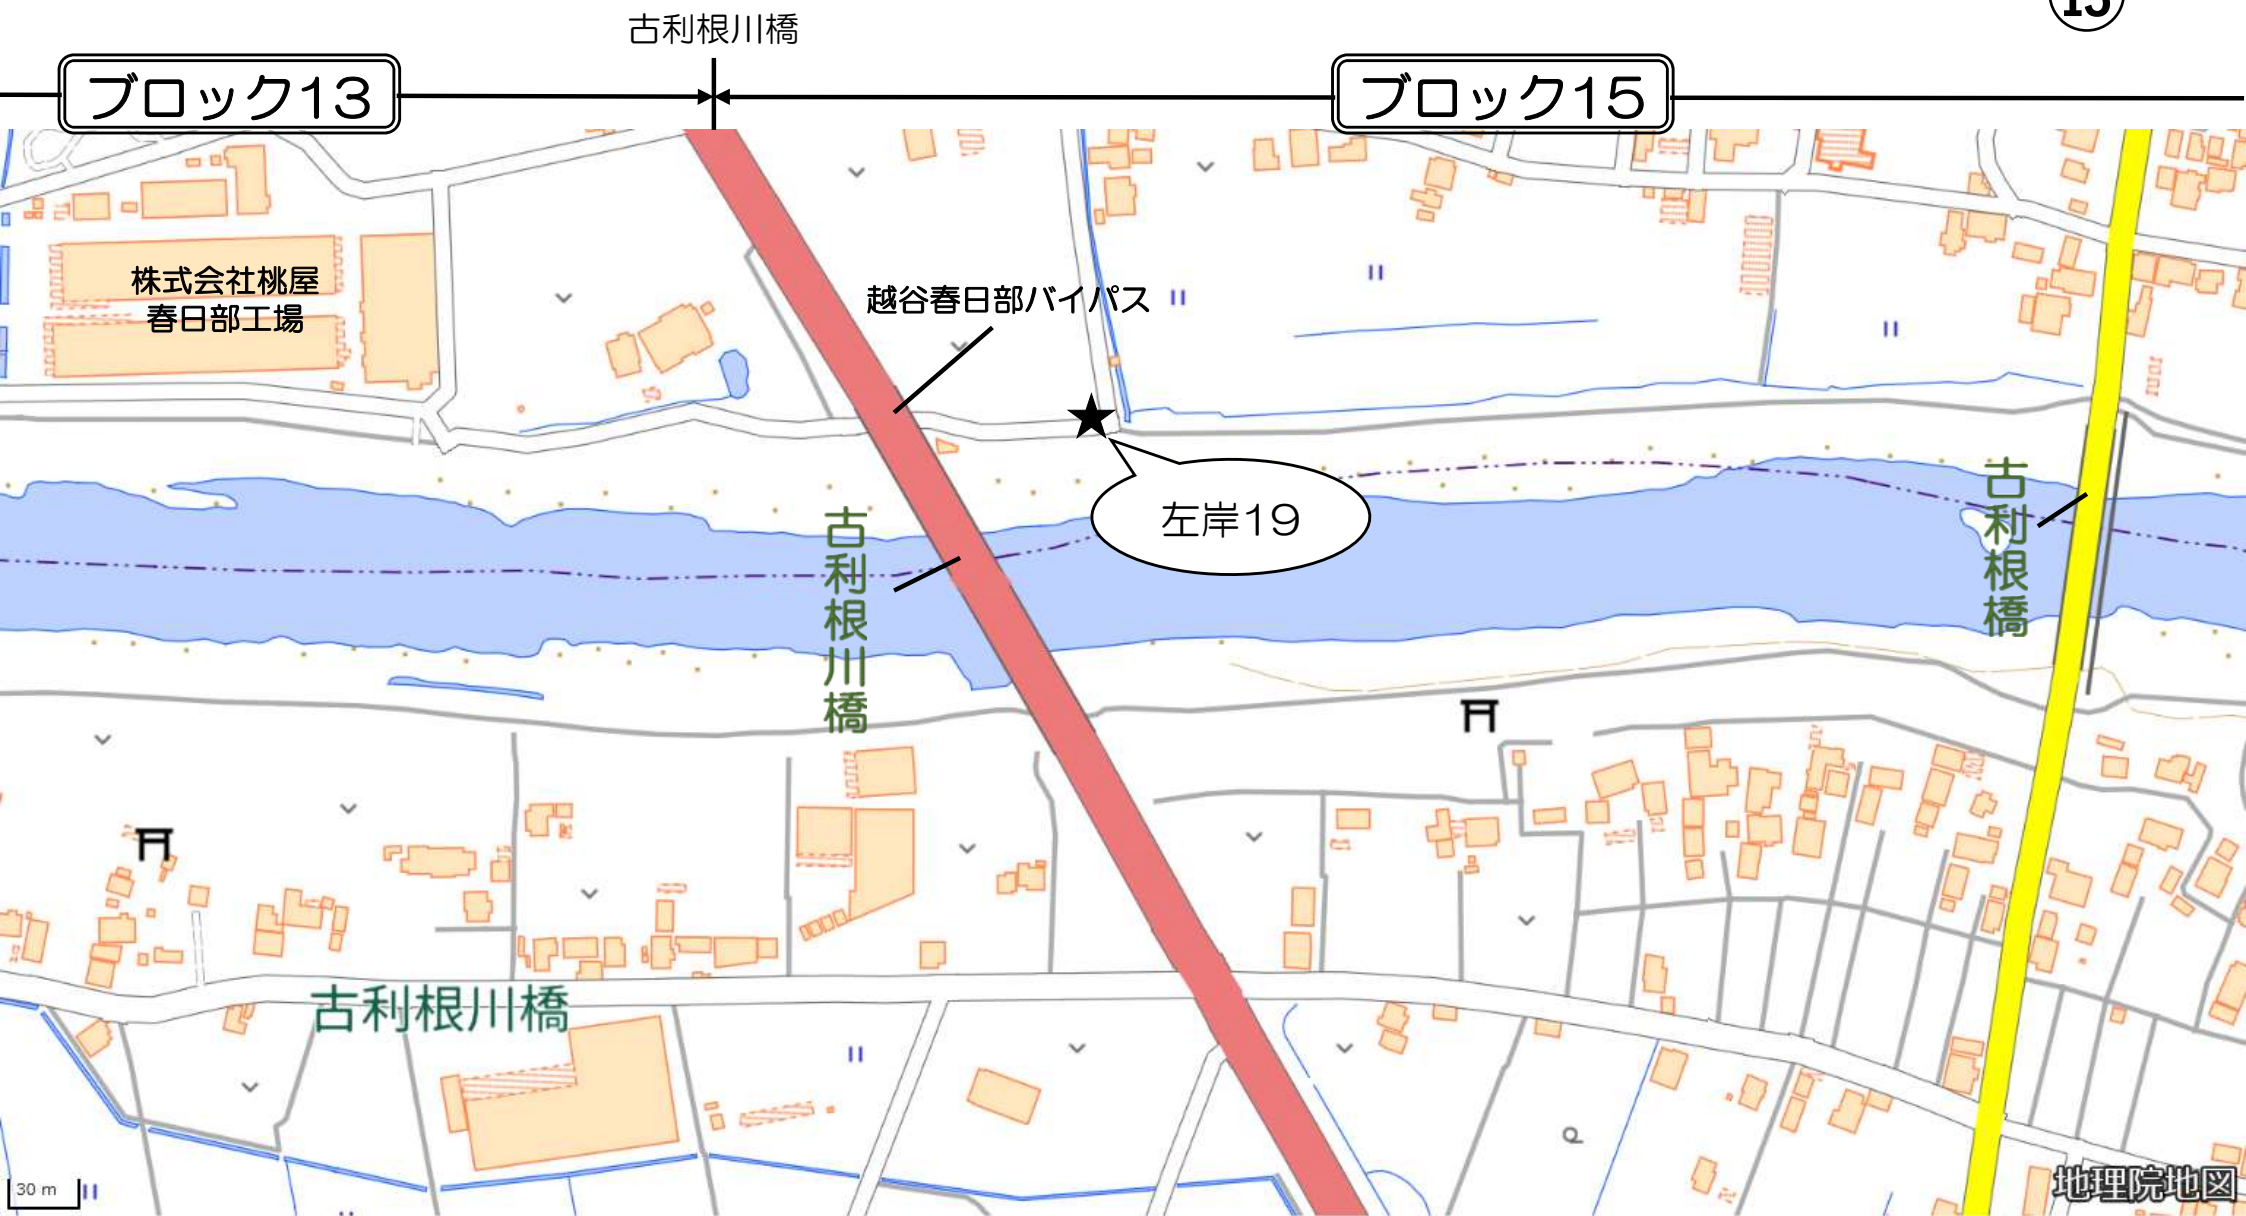 15
古利根川橋
ブロック13
ブロック15
株式会社桃屋
春日部工場
越谷春日部バイパス
左岸19
古利根川橋
古利根橋
古利根川橋
30 m
地理院地図